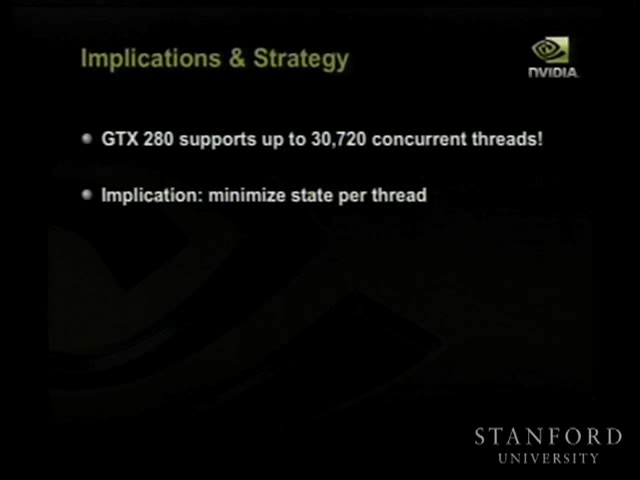 Implications & Strategy
NVIDIA
GTX 280 supports up to 30,720 concurrent threads!
Implication: minimize state per thread
STANFORD
UNIVERSITY